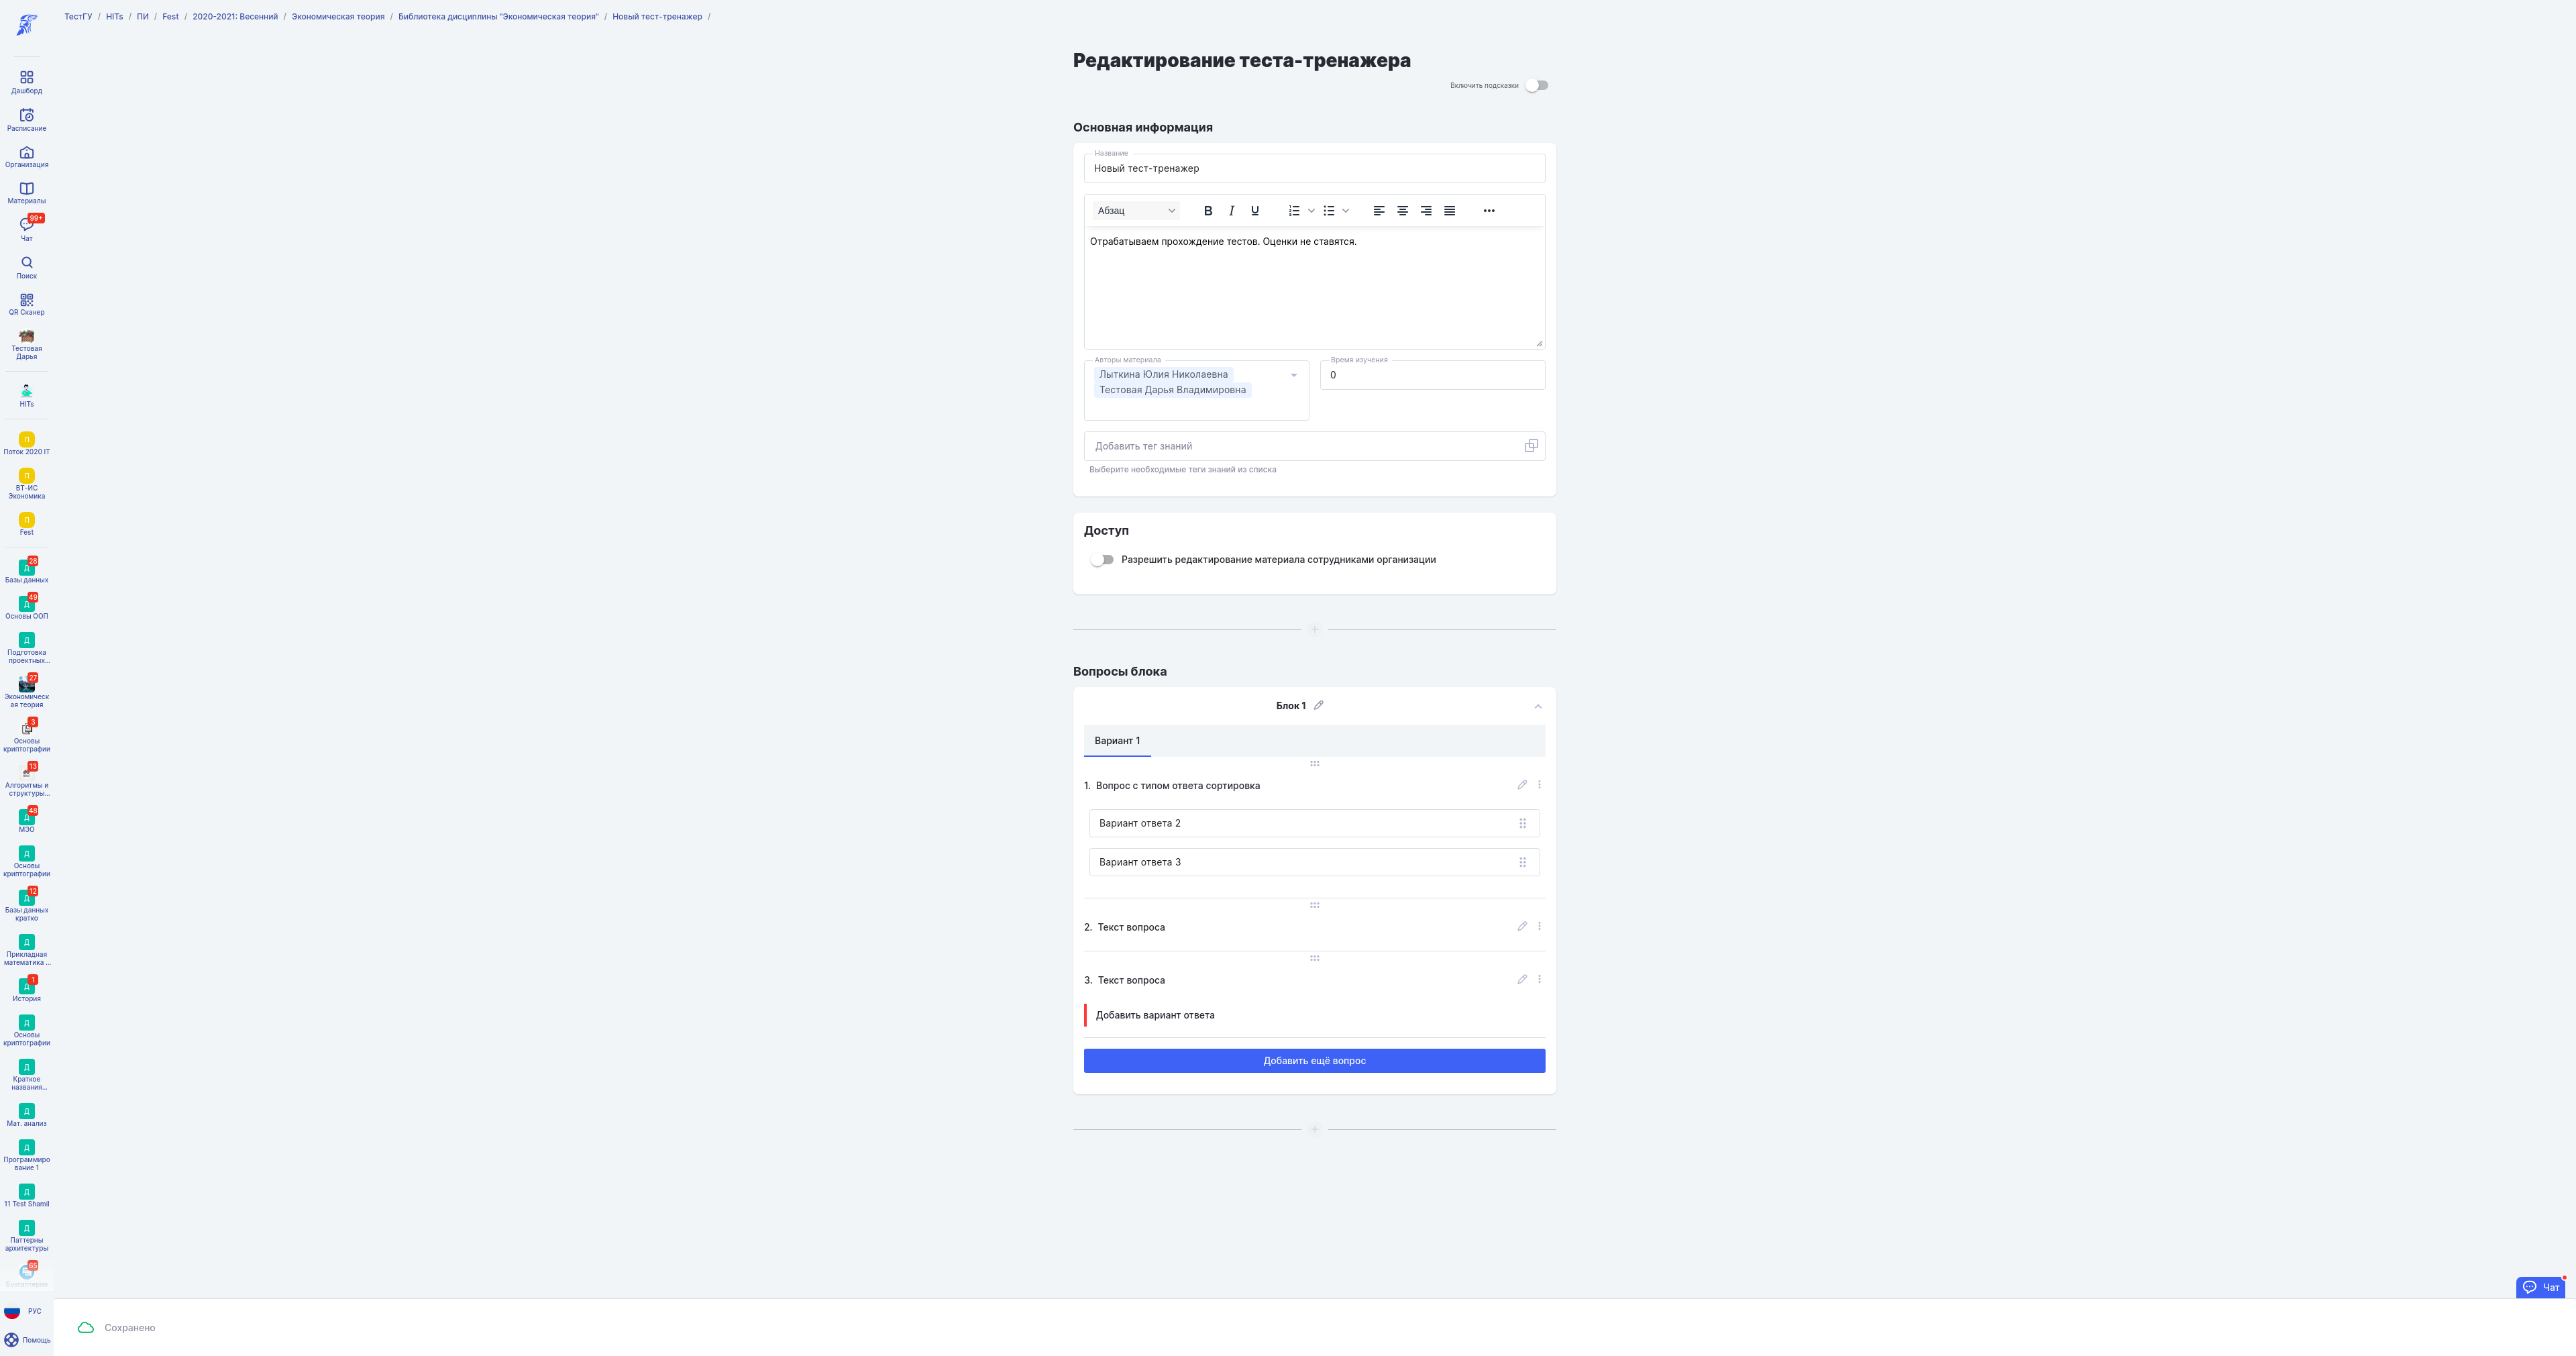 ТестГУ / HITs / ПИ / Fest / 2020-2021: Весенний / Экономическая теория / Библиотека дисциплины "Экономическая теория" / Новый тест-тренажер /
Дашборд
Расписание
Организация
Материалы
99+
Чат
Поиск
QR Сканер
Тестовая
Дарья
HITs
П
Поток 2020 IT
П
ВТ-ИС
Экономика
П
Fest
28
Д
Базы данных
49
Д
Основы ООП
Д
Подготовка
проектных...
27
Экономическ
ая теория
3
Основы
криптографии
13
Алгоритмы и
структуры...
48
Д
МЭО
Д
Основы
криптографии
12
Д
Базы данных
кратко
Д
Прикладная
математика ...
1
Д
История
Д
Основы
криптографии
Д
Краткое
названия...
Д
Мат. анализ
Д
Программиро
вание 1
Д
11 Test Shamil
Д
Паттерны
архитектуры
65
Бухгалтерия
РУС
Помощь
Редактирование теста-тренажера
Включить подсказки
Основная информация
Название
Новый тест-тренажер
Абзац
B I U
Отрабатываем прохождение тестов. Оценки не ставятся.
Авторы материала
Лыткина Юлия Николаевна
Тестовая Дарья Владимировна
Время изучения
0
Добавить тег знаний
Выберите необходимые теги знаний из списка
Доступ
Разрешить редактирование материала сотрудниками организации
Вопросы блока
Блок 1
Вариант 1
1. Вопрос с типом ответа сортировка
Вариант ответа 2
Вариант ответа 3
2. Текст вопроса
3. Текст вопроса
Добавить вариант ответа
Добавить ещё вопрос
Чат
Сохранено